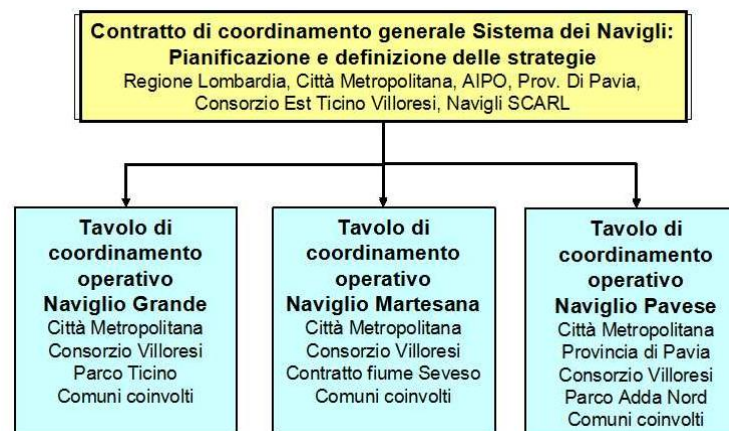 Contratto di coordinamento generale Sistema dei Navigli:
Pianificazione e definizione delle strategie
Regione Lombardia, Città Metropolitana, AIPO, Prov. Di Pavia,
Consorzio Est Ticino Villoresi, Navigli SCARL
Tavolo di
coordinamento
operativo
Naviglio Grande
Città Metropolitana
Consorzio Villoresi
Parco Ticino
Comuni coinvolti
Tavolo di
coordinamento
operativo
Naviglio Martesana
Città Metropolitana
Consorzio Villoresi
Contratto fiume Seveso
Comuni coinvolti
Tavolo di
coordinamento
operativo
Naviglio Pavese
Città Metropolitana
Provincia di Pavia
Consorzio Villoresi
Parco Adda Nord
Comuni coinvolti